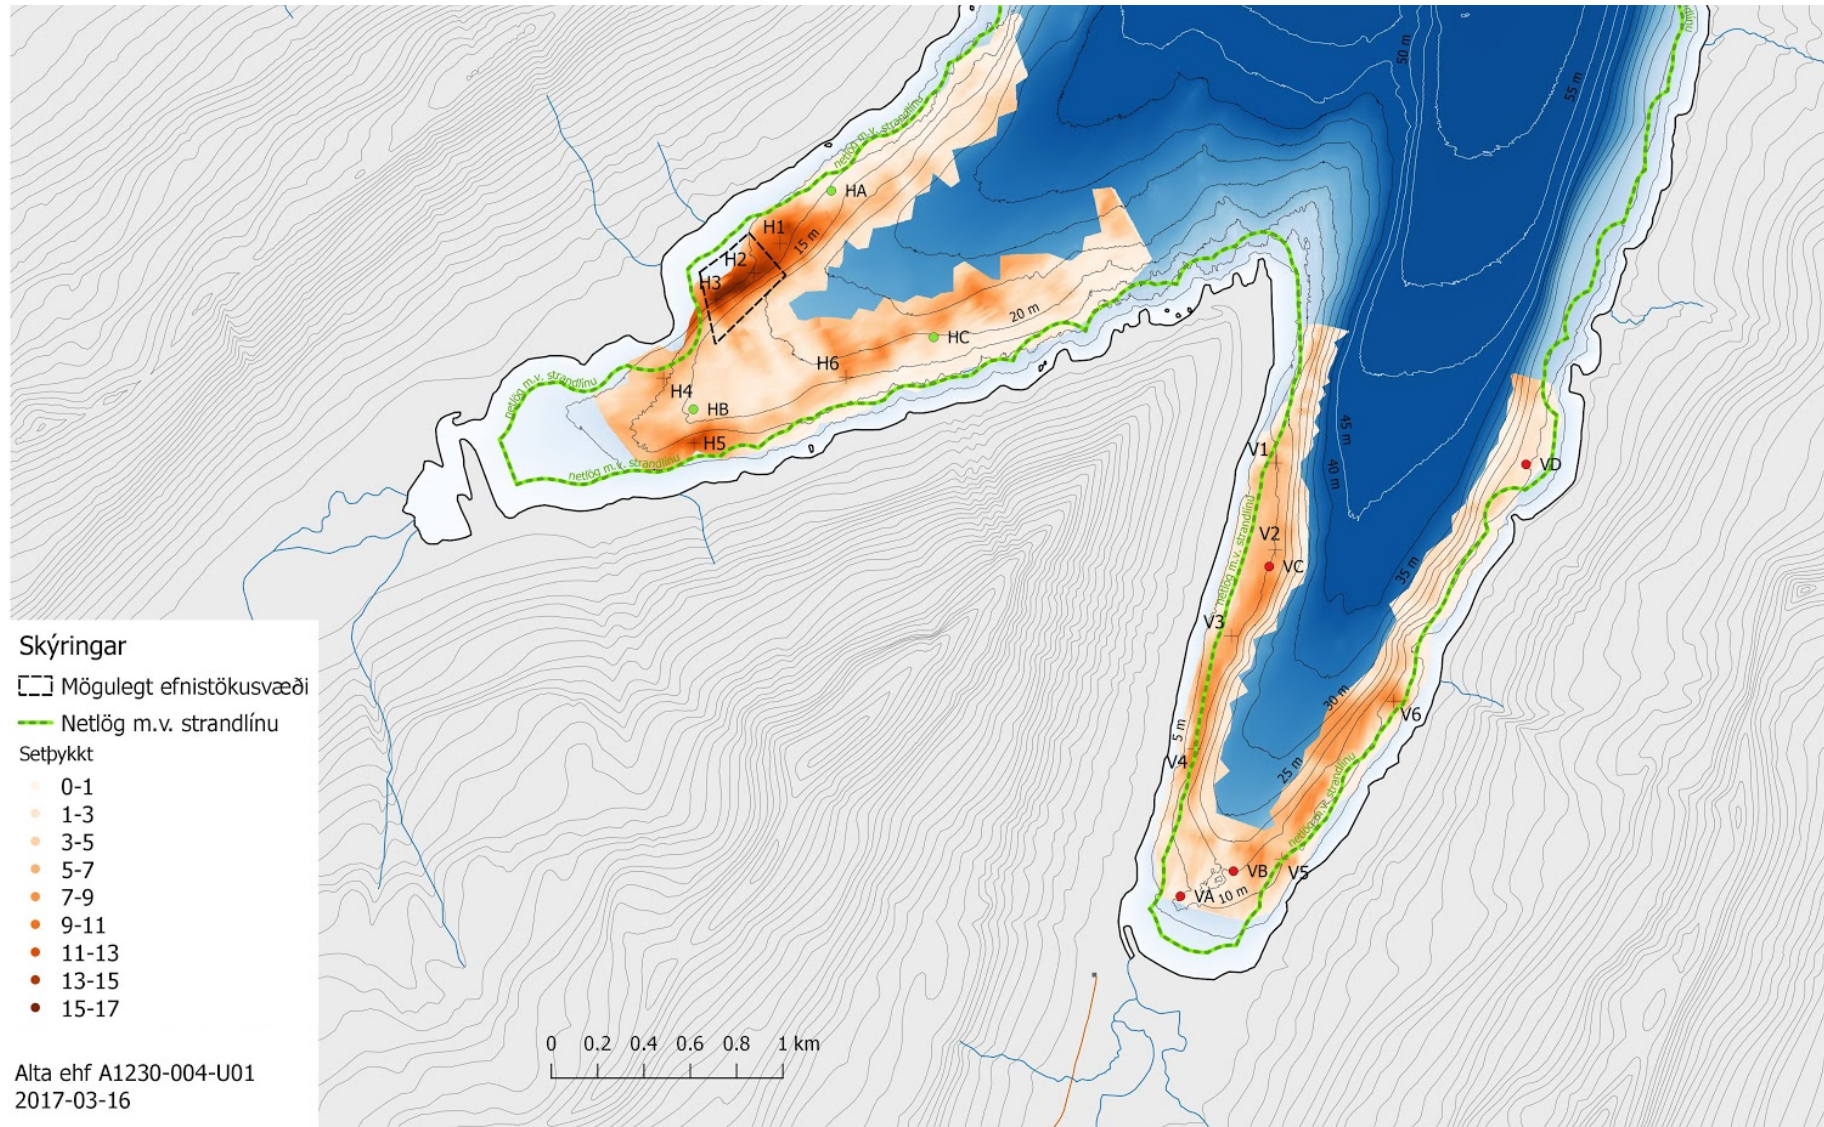 netlög m.v. strandlínu
netlög m.v. strandlínu
50 m
55 m
HA
H1
15 m
H2
H3
20 m
HC
H6
netlög m.v. strandlínu
H4
HB
H5
netlög m.v. strandlínu
45 m
V1
VD
40 m
netlög m.v. strandlínu
V2
VC
35 m
V3
30 m
V6
5 m
V4
25 m
netlög m.v. strandlínu
VB
V5
VA
10 m
Skýringar
Mögulegt efnistökusvæði
Netlög m.v. strandlínu
Setþykkt
0-1
1-3
3-5
5-7
7-9
9-11
11-13
13-15
15-17
0 0.2 0.4 0.6 0.8 1 km
Alta ehf A1230-004-U01
2017-03-16